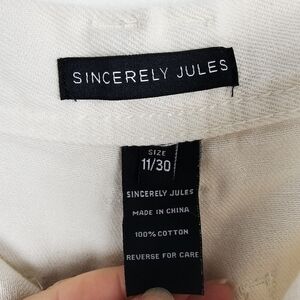 SINCERELY JULES
SIZE
11/30
SINCERELY JULES
MADE IN CHINA
100% COTTON
REVERSE FOR CARE